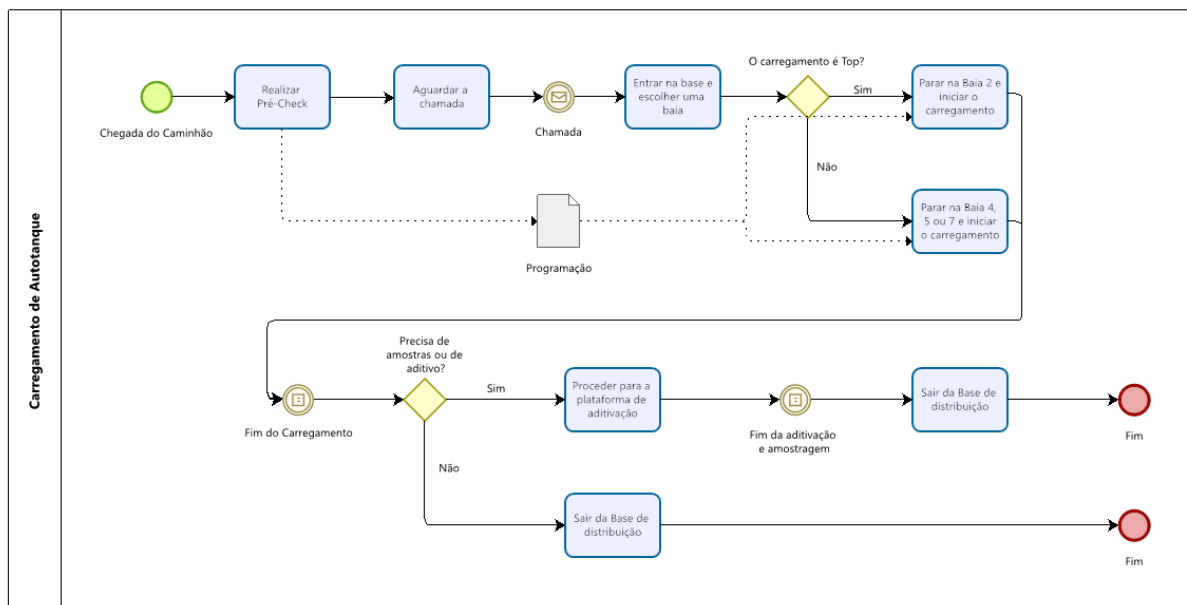 Carregamento de Autotanque
Chegada do Caminhão
Realizar
Pré-Check
Aguardar a
chamada
Chamada
Entrar na base e
escolher uma
baia
O carregamento é Top?
Sim
Não
Parar na Baia 2 e
iniciar o
carregamento
Programação
Parar na Baia 4,
5 ou 7 e iniciar
o carregamento
Fim do Carregamento
Precisa de
amostras ou de
aditivo?
Sim
Não
Proceder para a
plataforma de
aditivação
Fim da aditivação
e amostragem
Sair da Base de
distribuição
Fim
Sair da Base de
distribuição
Fim